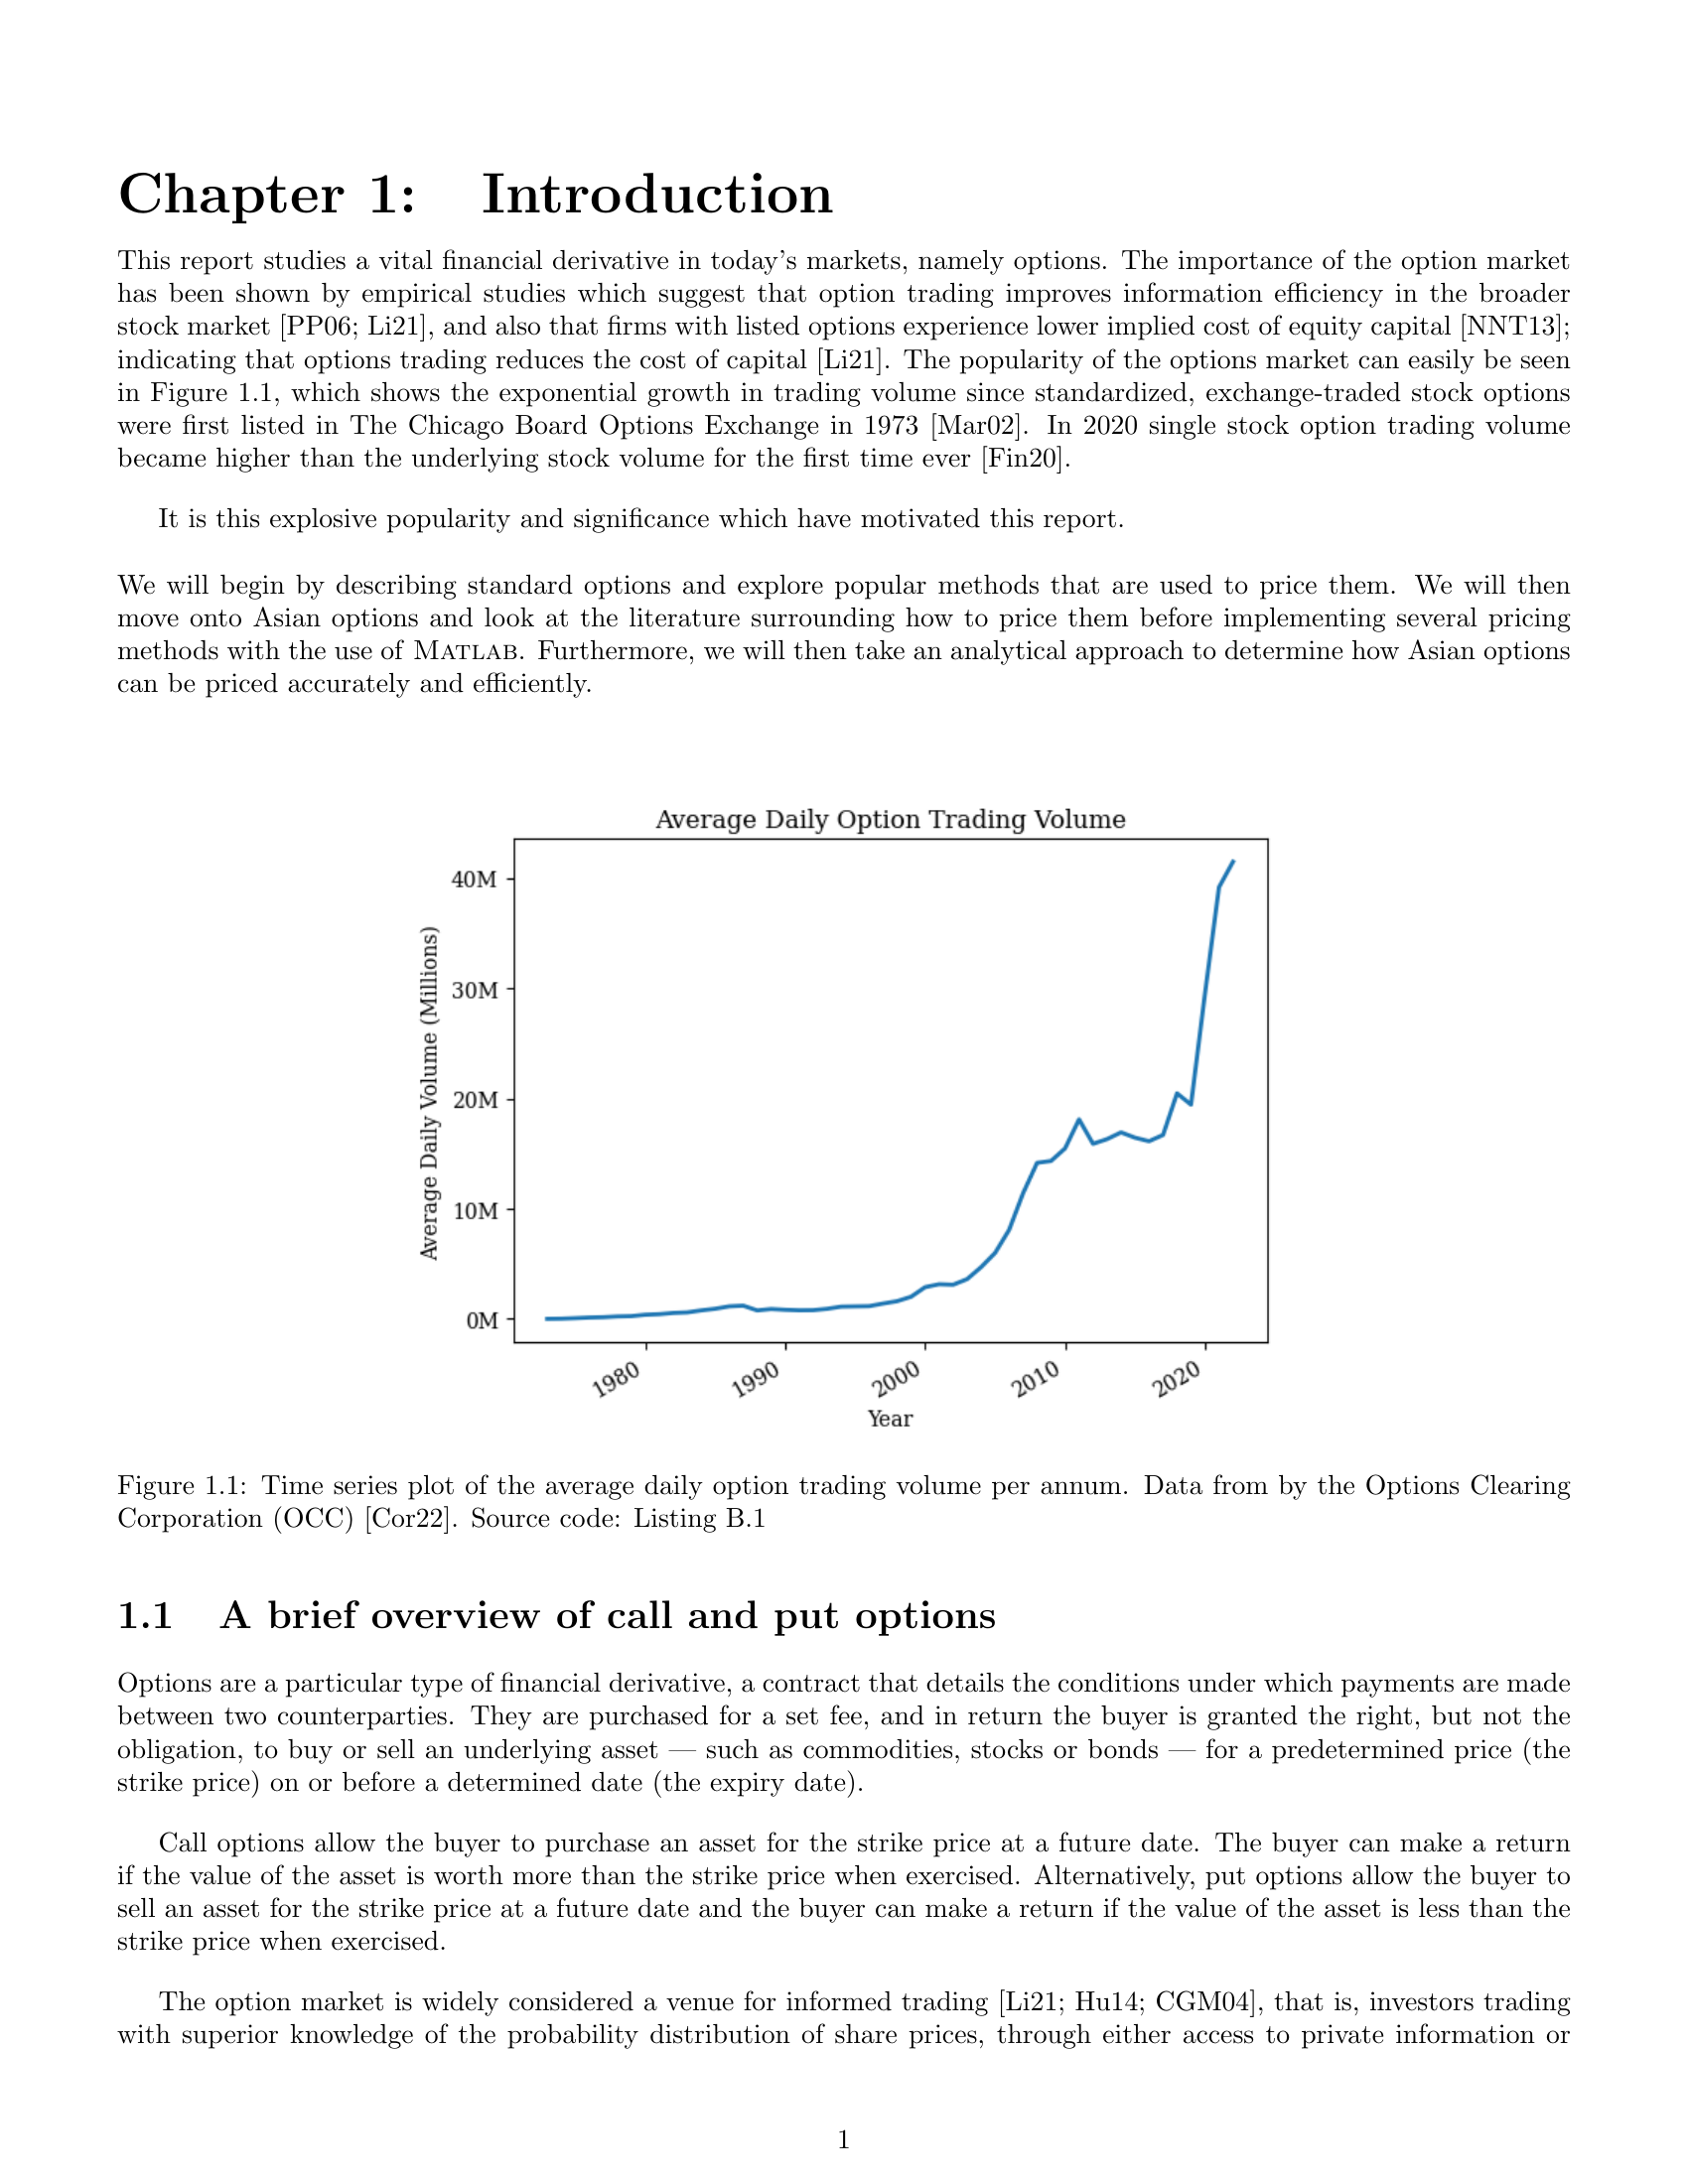 Chapter 1: Introduction
This report studies a vital financial derivative in today's markets, namely options. The importance of the option market
has been shown by empirical studies which suggest that option trading improves information efficiency in the broader
stock market [PP06; Li21], and also that firms with listed options experience lower implied cost of equity capital [NNT13];
indicating that options trading reduces the cost of capital [Li21]. The popularity of the options market can easily be seen
in Figure 1.1, which shows the exponential growth in trading volume since standardized, exchange-traded stock options
were first listed in The Chicago Board Options Exchange in 1973 [Mar02]. In 2020 single stock option trading volume
became higher than the underlying stock volume for the first time ever [Fin20].
It is this explosive popularity and significance which have motivated this report.
We will begin by describing standard options and explore popular methods that are used to price them. We will then
move onto Asian options and look at the literature surrounding how to price them before implementing several pricing
methods with the use of MATLAB. Furthermore, we will then take an analytical approach to determine how Asian options
can be priced accurately and efficiently.
Average Daily Option Trading Volume
Average Daily Volume (Millions)
40M
30M
20M
10M
0M
1980 1990 2000 2010 2020
Year
Figure 1.1: Time series plot of the average daily option trading volume per annum. Data from by the Options Clearing
Corporation (OCC) [Cor22]. Source code: Listing B.1
1.1 A brief overview of call and put options
Options are a particular type of financial derivative, a contract that details the conditions under which payments are made
between two counterparties. They are purchased for a set fee, and in return the buyer is granted the right, but not the
obligation, to buy or sell an underlying asset — such as commodities, stocks or bonds — for a predetermined price (the
strike price) on or before a determined date (the expiry date).
Call options allow the buyer to purchase an asset for the strike price at a future date. The buyer can make a return
if the value of the asset is worth more than the strike price when exercised. Alternatively, put options allow the buyer to
sell an asset for the strike price at a future date and the buyer can make a return if the value of the asset is less than the
strike price when exercised.
The option market is widely considered a venue for informed trading [Li21; Hu14; CGM04], that is, investors trading
with superior knowledge of the probability distribution of share prices, through either access to private information or
1